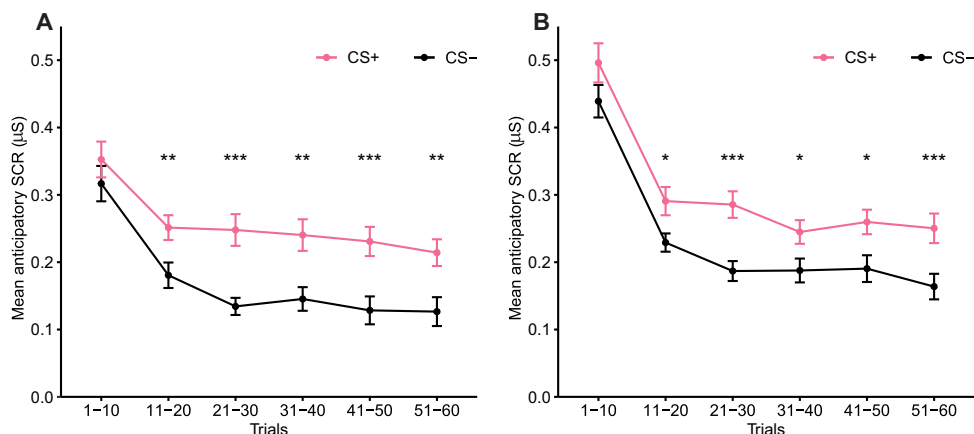 A
Mean anticipatory SCR (µS)
0.5
0.4
0.3
0.2
0.1
0.0
CS+ CS−
** *** ** *** **
1−10 11−20 21−30 31−40 41−50 51−60
Trials
B
Mean anticipatory SCR (µS)
0.5
0.4
0.3
0.2
0.1
0.0
CS+ CS−
* *** * * ***
1−10 11−20 21−30 31−40 41−50 51−60
Trials